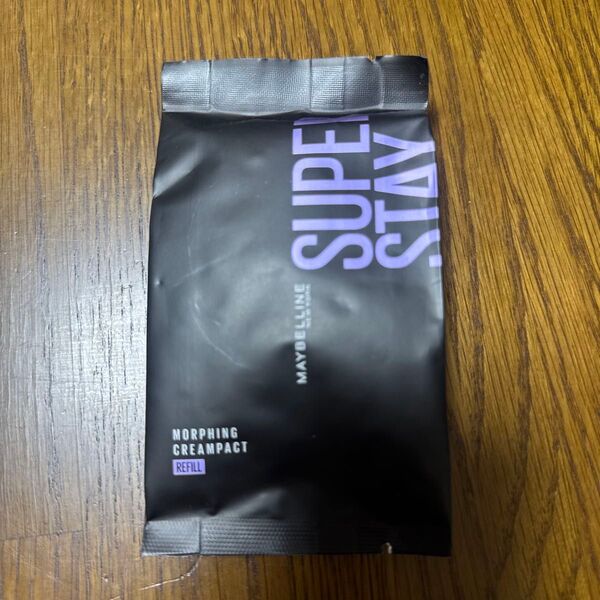 SUPER
STAY
MAYBELLINE
NEW YORK
MORPHING
CREAMPACT
REFILL